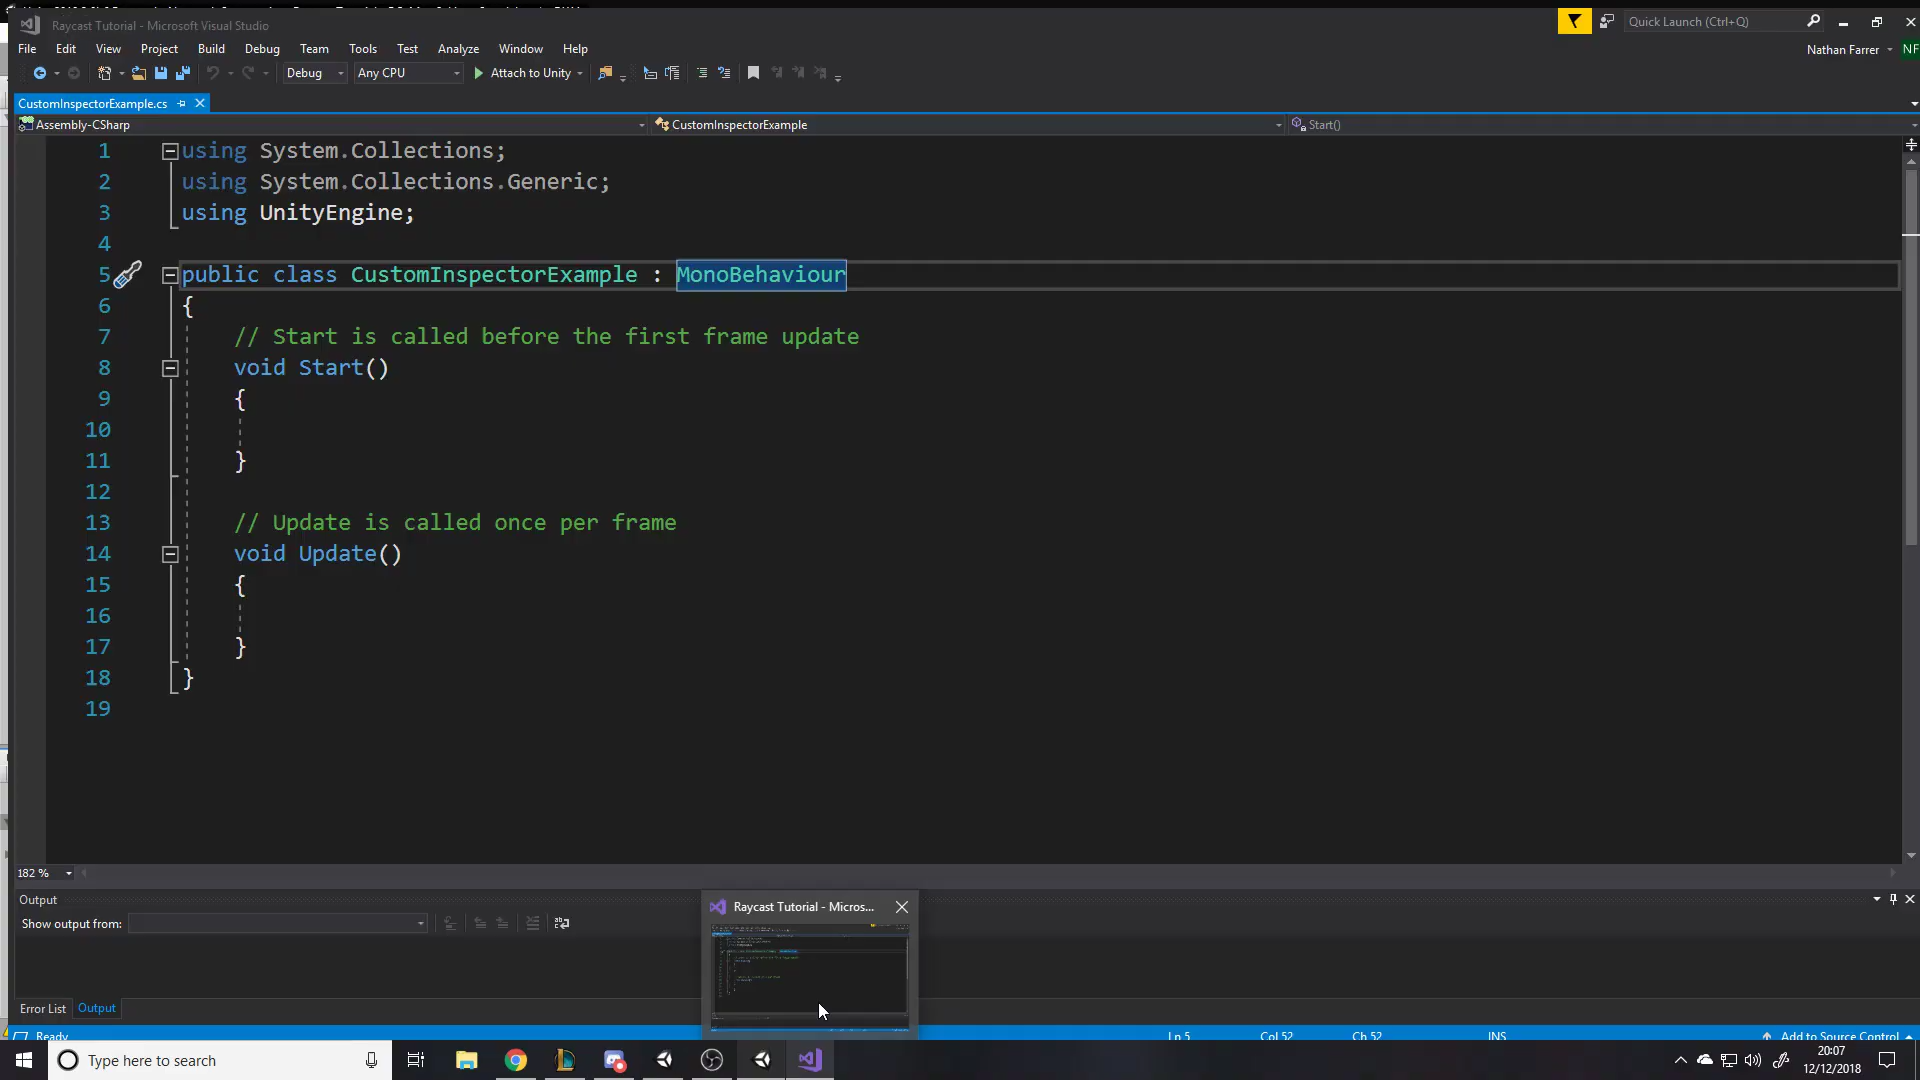 Raycast Tutorial - Microsoft Visual Studio
Quick Launch (Ctrl+Q)
File Edit View Project Build Debug Team Tools Test Analyze Window Help
Nathan Farrer NF
Debug Any CPU Attach to Unity
CustomInspectorExample.cs
Assembly-CSharp CustomInspectorExample Start()
1 using System.Collections;
2 using System.Collections.Generic;
3 using UnityEngine;
4
5 public class CustomInspectorExample : MonoBehaviour
6 {
7 // Start is called before the first frame update
8 void Start()
9 {
10
11 }
12
13 // Update is called once per frame
14 void Update()
15 {
16
17 }
18 }
19
182 %
Output
Show output from:
Raycast Tutorial - Micros...
Error List Output
Ready Ln 5 Col 52 Ch 52 INS Add to Source Control
Type here to search
20:07
12/12/2018